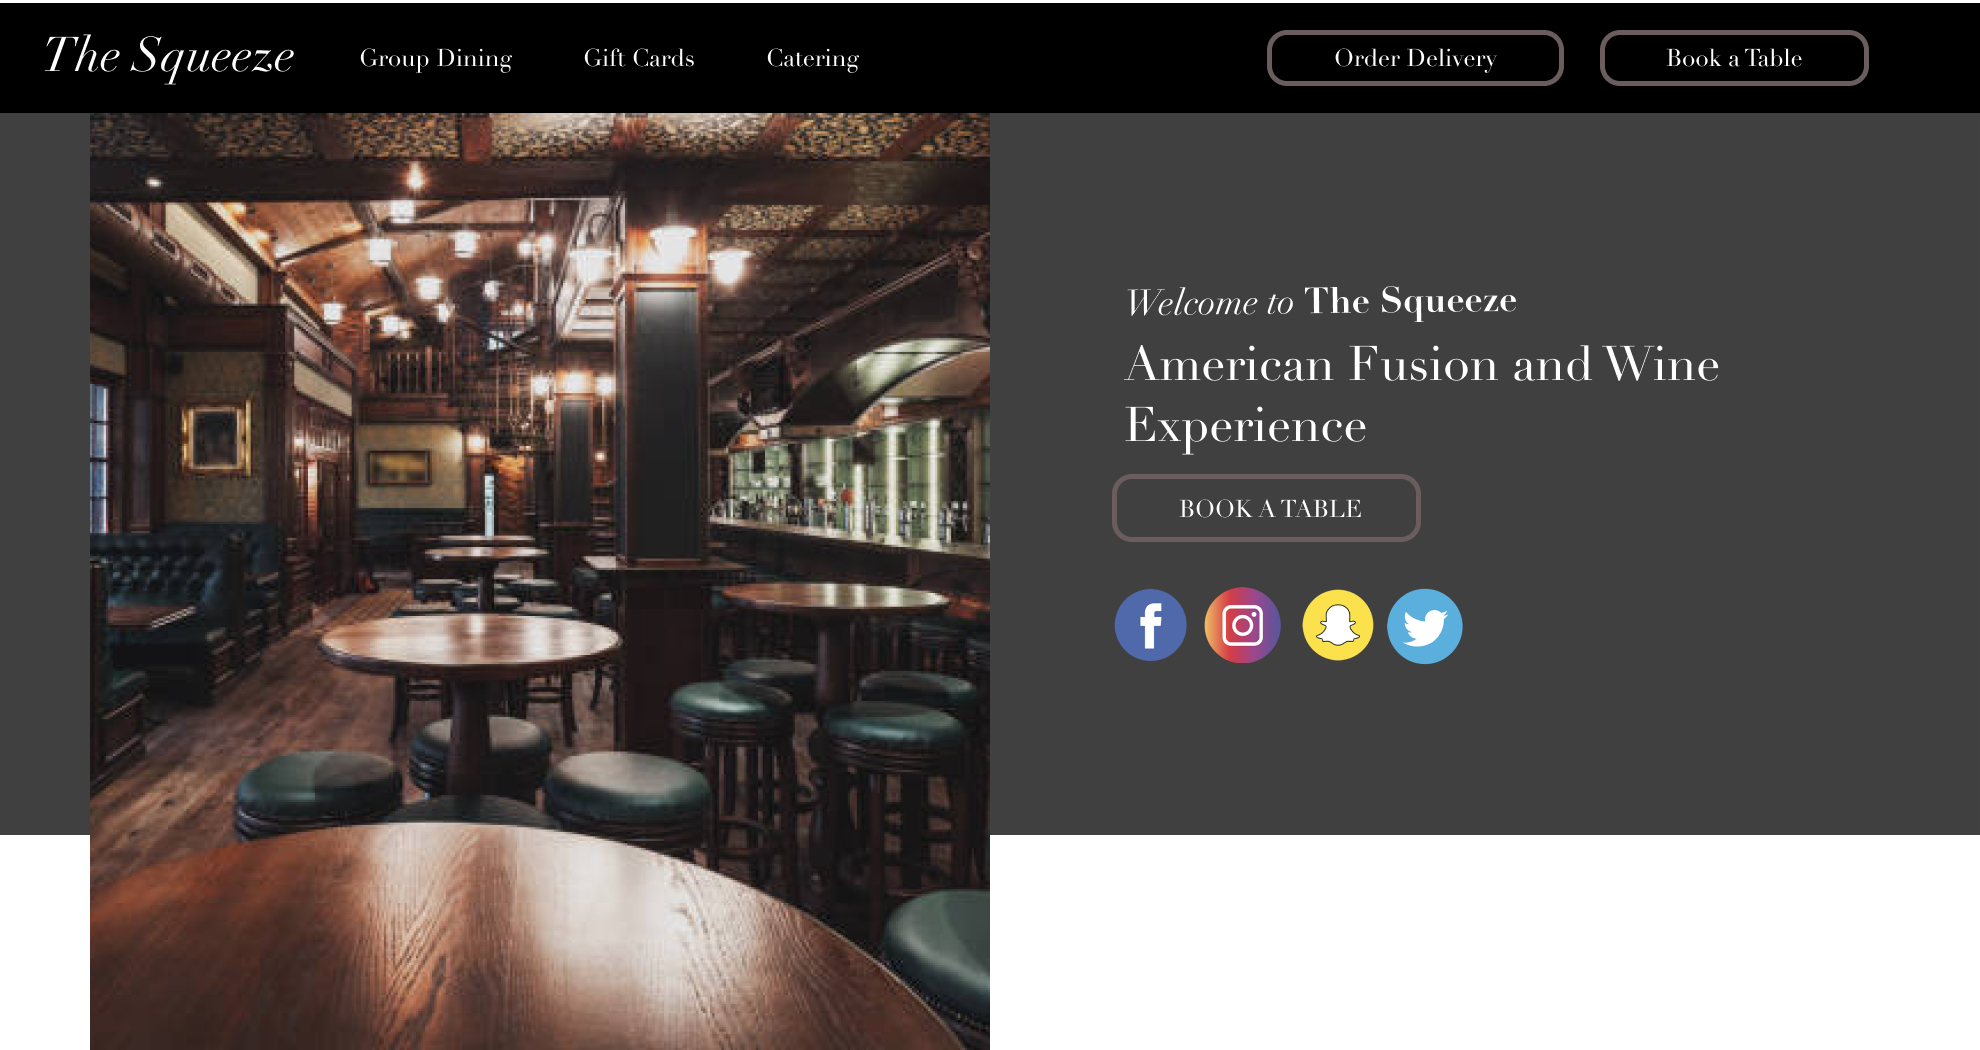 The Squeeze
Group Dining
Gift Cards
Catering
Order Delivery
Book a Table
Welcome to The Squeeze
American Fusion and Wine
Experience
BOOK A TABLE